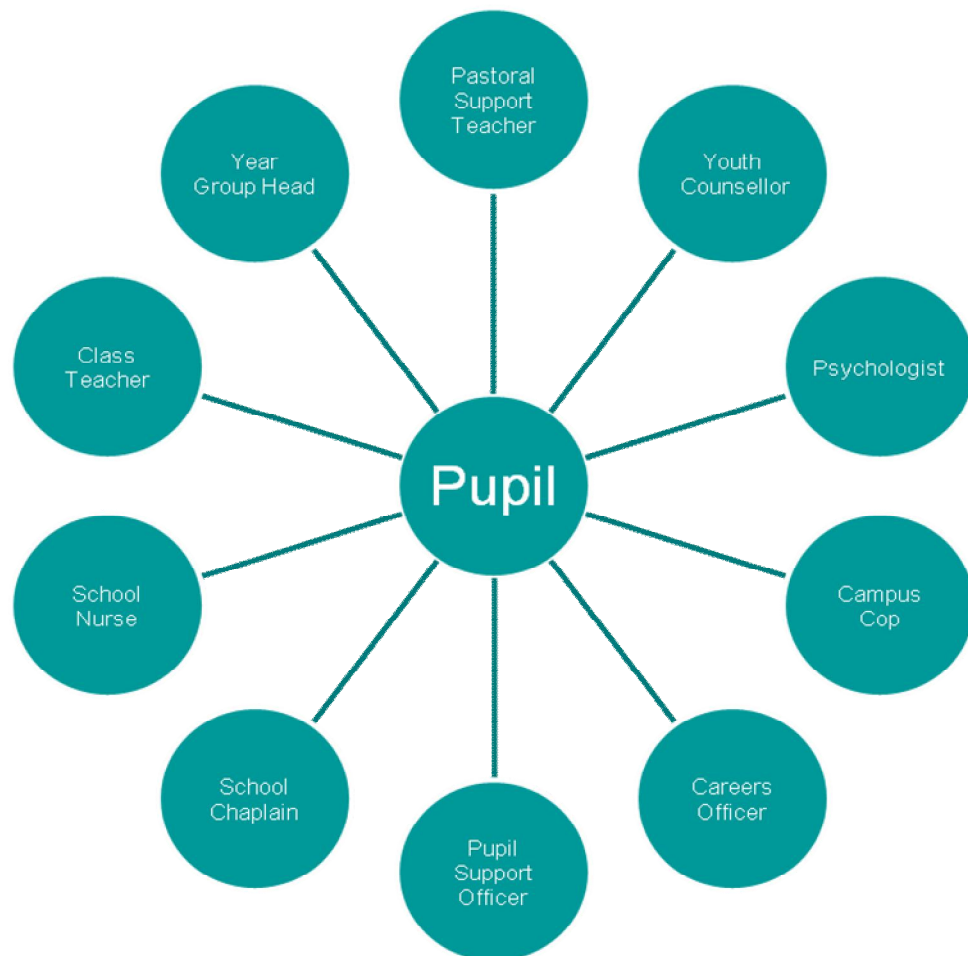 Pastoral
Support
Teacher
Year
Group Head
Youth
Counsellor
Class
Teacher
Psychologist
Pupil
School
Nurse
Campus
Cop
School
Chaplain
Careers
Officer
Pupil
Support
Officer